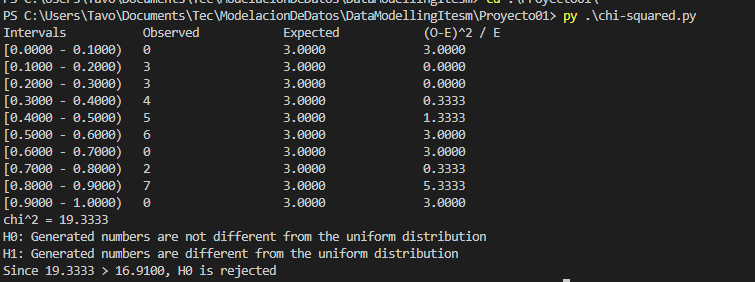 PS C:\Users\Tavo\Documents\Tec\ModelacionDeDatos\DataModellingItesm> cd .\Proyecto01\
PS C:\Users\Tavo\Documents\Tec\ModelacionDeDatos\DataModellingItesm\Proyecto01> py .\chi-squared.py
Intervals Observed Expected (O-E)^2 / E
[0.0000 - 0.1000) 0 3.0000 3.0000
[0.1000 - 0.2000) 3 3.0000 0.0000
[0.2000 - 0.3000) 3 3.0000 0.0000
[0.3000 - 0.4000) 4 3.0000 0.3333
[0.4000 - 0.5000) 5 3.0000 1.3333
[0.5000 - 0.6000) 6 3.0000 3.0000
[0.6000 - 0.7000) 0 3.0000 3.0000
[0.7000 - 0.8000) 2 3.0000 0.3333
[0.8000 - 0.9000) 7 3.0000 5.3333
[0.9000 - 1.0000) 0 3.0000 3.0000
chi^2 = 19.3333
H0: Generated numbers are not different from the uniform distribution
H1: Generated numbers are different from the uniform distribution
Since 19.3333 > 16.9100, H0 is rejected